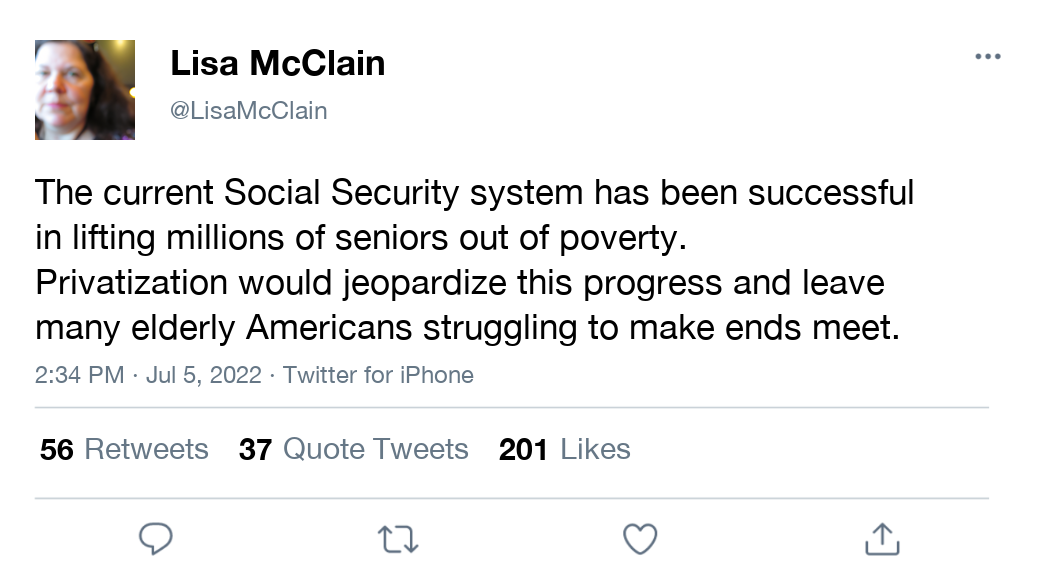 Lisa McClain
@LisaMcClain
The current Social Security system has been successful
in lifting millions of seniors out of poverty.
Privatization would jeopardize this progress and leave
many elderly Americans struggling to make ends meet.
2:34 PM · Jul 5, 2022 · Twitter for iPhone
56 Retweets 37 Quote Tweets 201 Likes